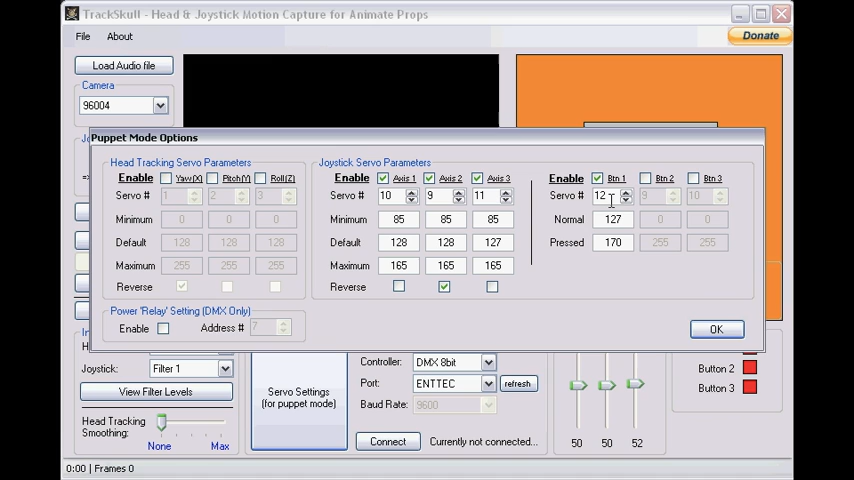 TrackSkull - Head & Joystick Motion Capture for Animate Props
File About Donate
Load Audio file
Camera
96004
Puppet Mode Options
Head Tracking Servo Parameters
Enable Yaw(X) Pitch(Y) Roll(Z)
Servo # 1 2 3
Minimum 0 0 0
Default 128 128 128
Maximum 255 255 255
Reverse
Joystick Servo Parameters
Enable Axis 1 Axis 2 Axis 3
Servo # 10 9 11
Minimum 85 85 85
Default 128 128 127
Maximum 165 165 165
Reverse
Enable Btn 1 Btn 2 Btn 3
Servo # 12 9 10
Normal 127 0 0
Pressed 170 255 255
Power 'Relay' Setting (DMX Only)
Enable Address # 7
OK
Joystick: Filter 1
View Filter Levels
Head Tracking
Smoothing:
None Max
Servo Settings
(for puppet mode)
Controller: DMX 8bit
Port: ENTTEC refresh
Baud Rate: 9600
Connect Currently not connected...
50 50 52
Button 2
Button 3
0:00 | Frames 0